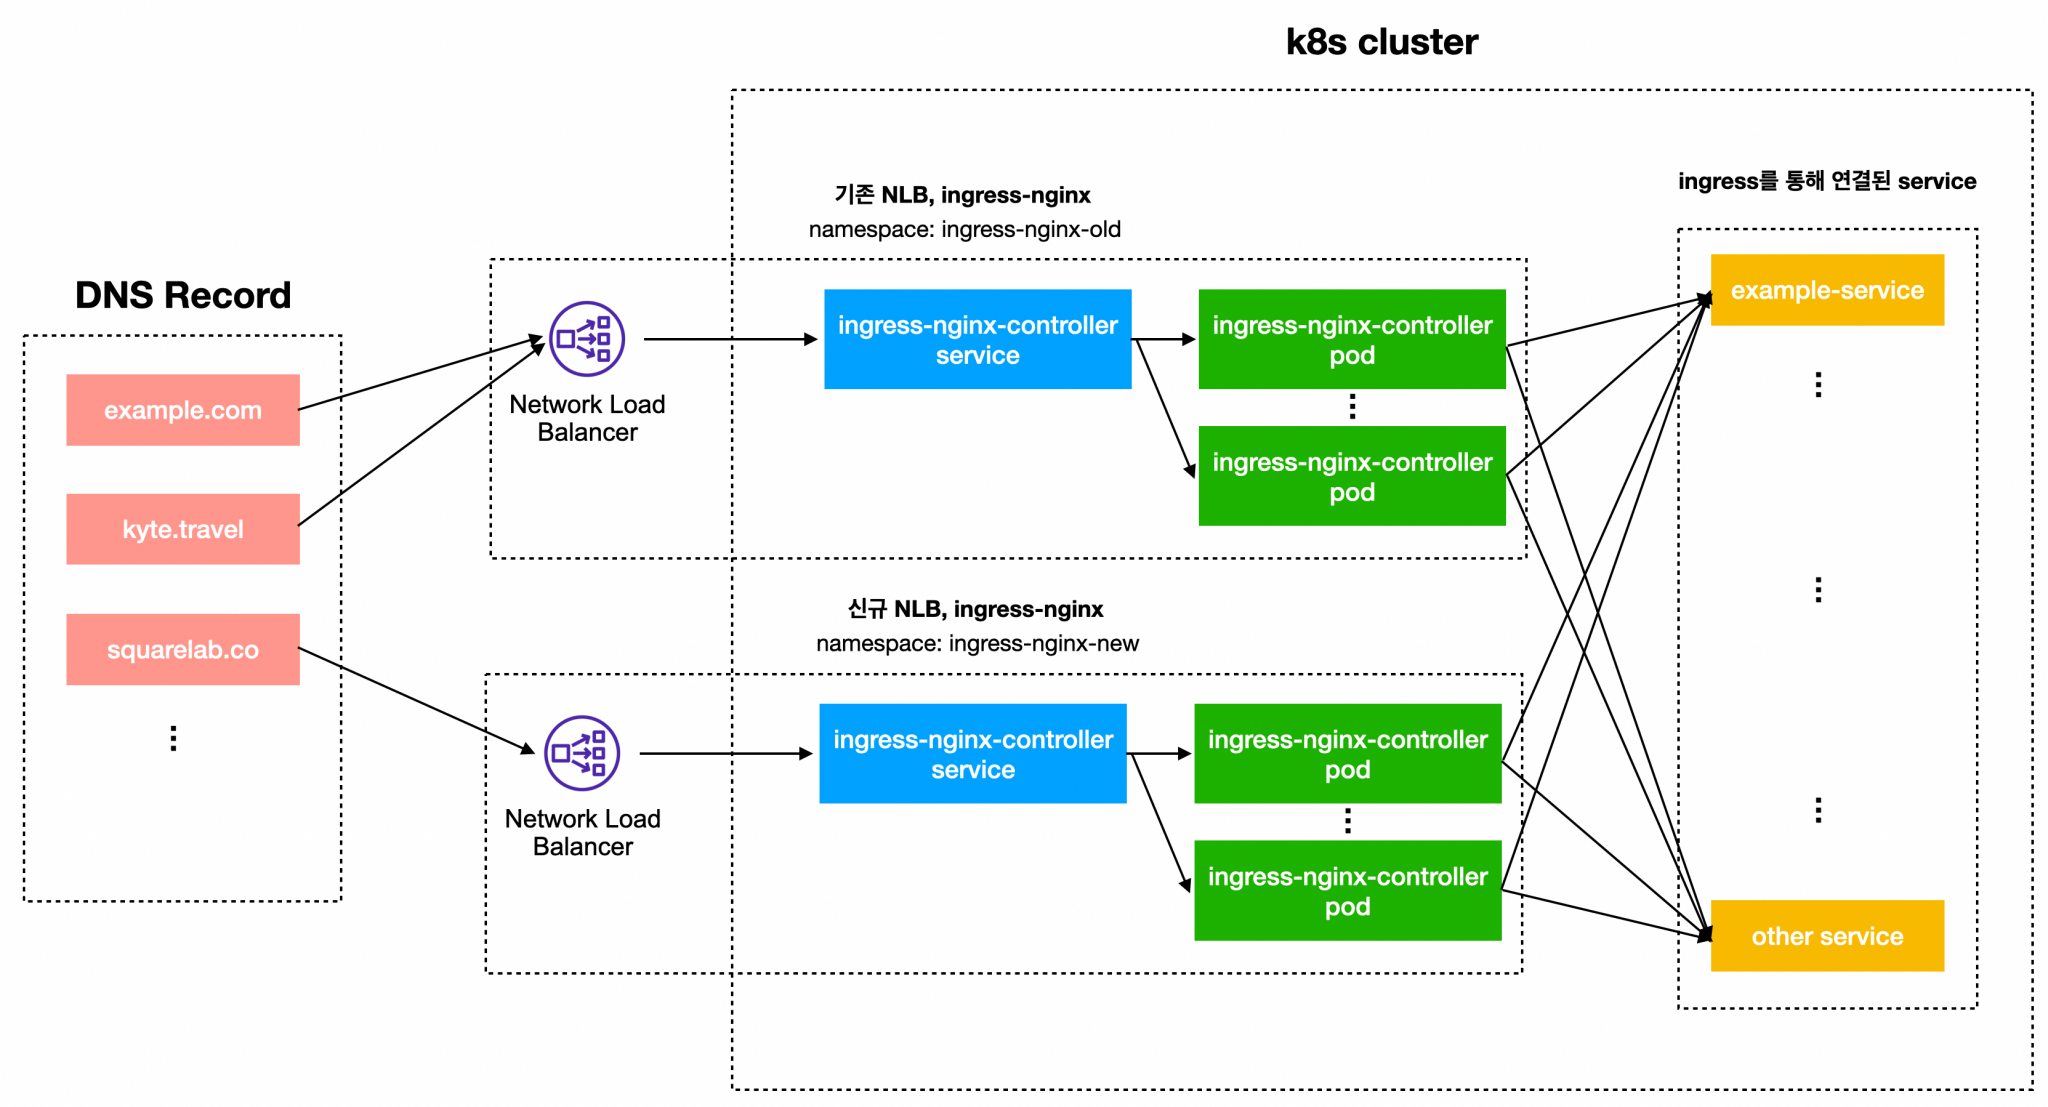 k8s cluster
DNS Record
example.com
kyte.travel
squarelab.co
기존 NLB, ingress-nginx
namespace: ingress-nginx-old
Network Load
Balancer
ingress-nginx-controller
service
ingress-nginx-controller
pod
ingress-nginx-controller
pod
신규 NLB, ingress-nginx
namespace: ingress-nginx-new
Network Load
Balancer
ingress-nginx-controller
service
ingress-nginx-controller
pod
ingress-nginx-controller
pod
ingress를 통해 연결된 service
example-service
other service